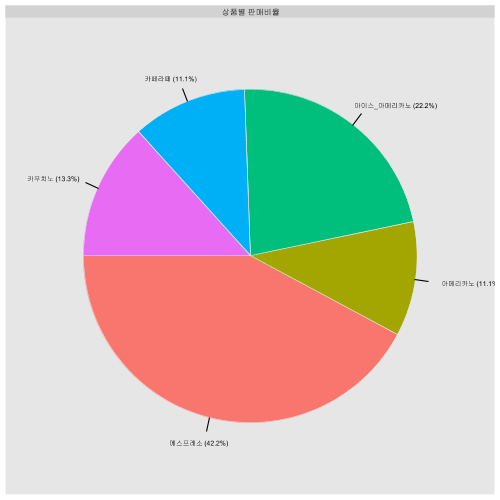 상품별 판매비율
카페라떼 (11.1%)
아이스_아메리카노 (22.2%)
카푸치노 (13.3%)
아메리카노 (11.1%
에스프레소 (42.2%)